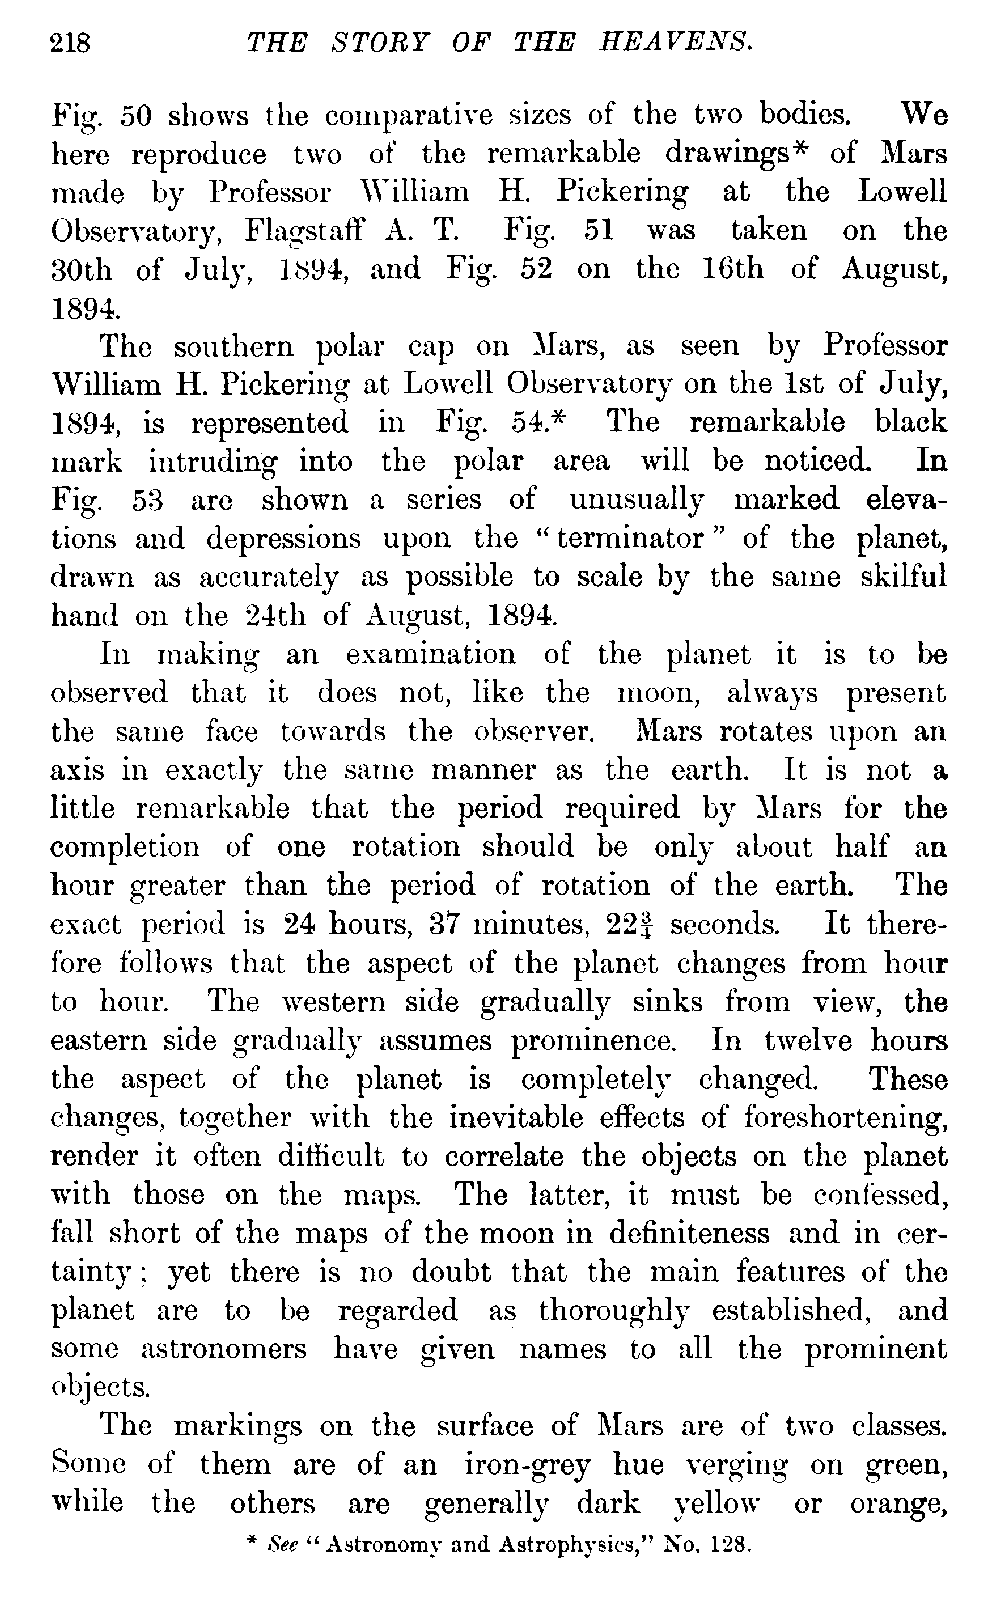 218 THE STORY OF THE HEAVENS.
Fig. 50 shows the comparative sizes of the two bodies. We
here reproduce two of the remarkable drawings* of Mars
made by Professor William H. Pickering at the Lowell
Observatory, Flagstaff A. T. Fig. 51 was taken on the
30th of July, 1894, and Fig. 52 on the 16th of August,
1894.
The southern polar cap on Mars, as seen by Professor
William H. Pickering at Lowell Observatory on the 1st of July,
1894, is represented in Fig. 54.* The remarkable black
mark intruding into the polar area will be noticed. In
Fig. 53 are shown a series of unusually marked eleva-
tions and depressions upon the "terminator" of the planet,
drawn as accurately as possible to scale by the same skilful
hand on the 24th of August, 1894.
In making an examination of the planet it is to be
observed that it does not, like the moon, always present
the same face towards the observer. Mars rotates upon an
axis in exactly the same manner as the earth. It is not a
little remarkable that the period required by Mars for the
completion of one rotation should be only about half an
hour greater than the period of rotation of the earth. The
exact period is 24 hours, 37 minutes, 22¾ seconds. It there-
fore follows that the aspect of the planet changes from hour
to hour. The western side gradually sinks from view, the
eastern side gradually assumes prominence. In twelve hours
the aspect of the planet is completely changed. These
changes, together with the inevitable effects of foreshortening,
render it often difficult to correlate the objects on the planet
with those on the maps. The latter, it must be confessed,
fall short of the maps of the moon in definiteness and in cer-
tainty; yet there is no doubt that the main features of the
planet are to be regarded as thoroughly established, and
some astronomers have given names to all the prominent
objects.
The markings on the surface of Mars are of two classes.
Some of them are of an iron-grey hue verging on green,
while the others are generally dark yellow or orange,
* See "Astronomy and Astrophysics," No. 128.